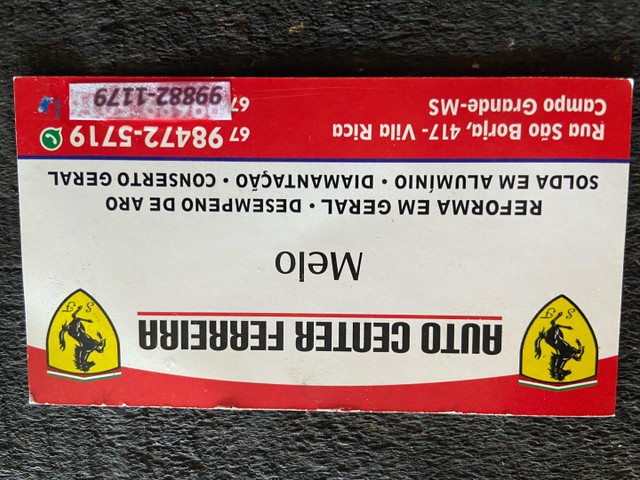 AUTO CENTER FERREIRA
Melo
REFORMA EM GERAL • DESEMPENO DE ARO
SOLDA EM ALUMÍNIO • DIAMANTAÇÃO • CONSERTO GERAL
Rua São Borja, 417 - Vila Rica
Campo Grande-MS
67 98472-5719
67 99882-1179
S F
S F